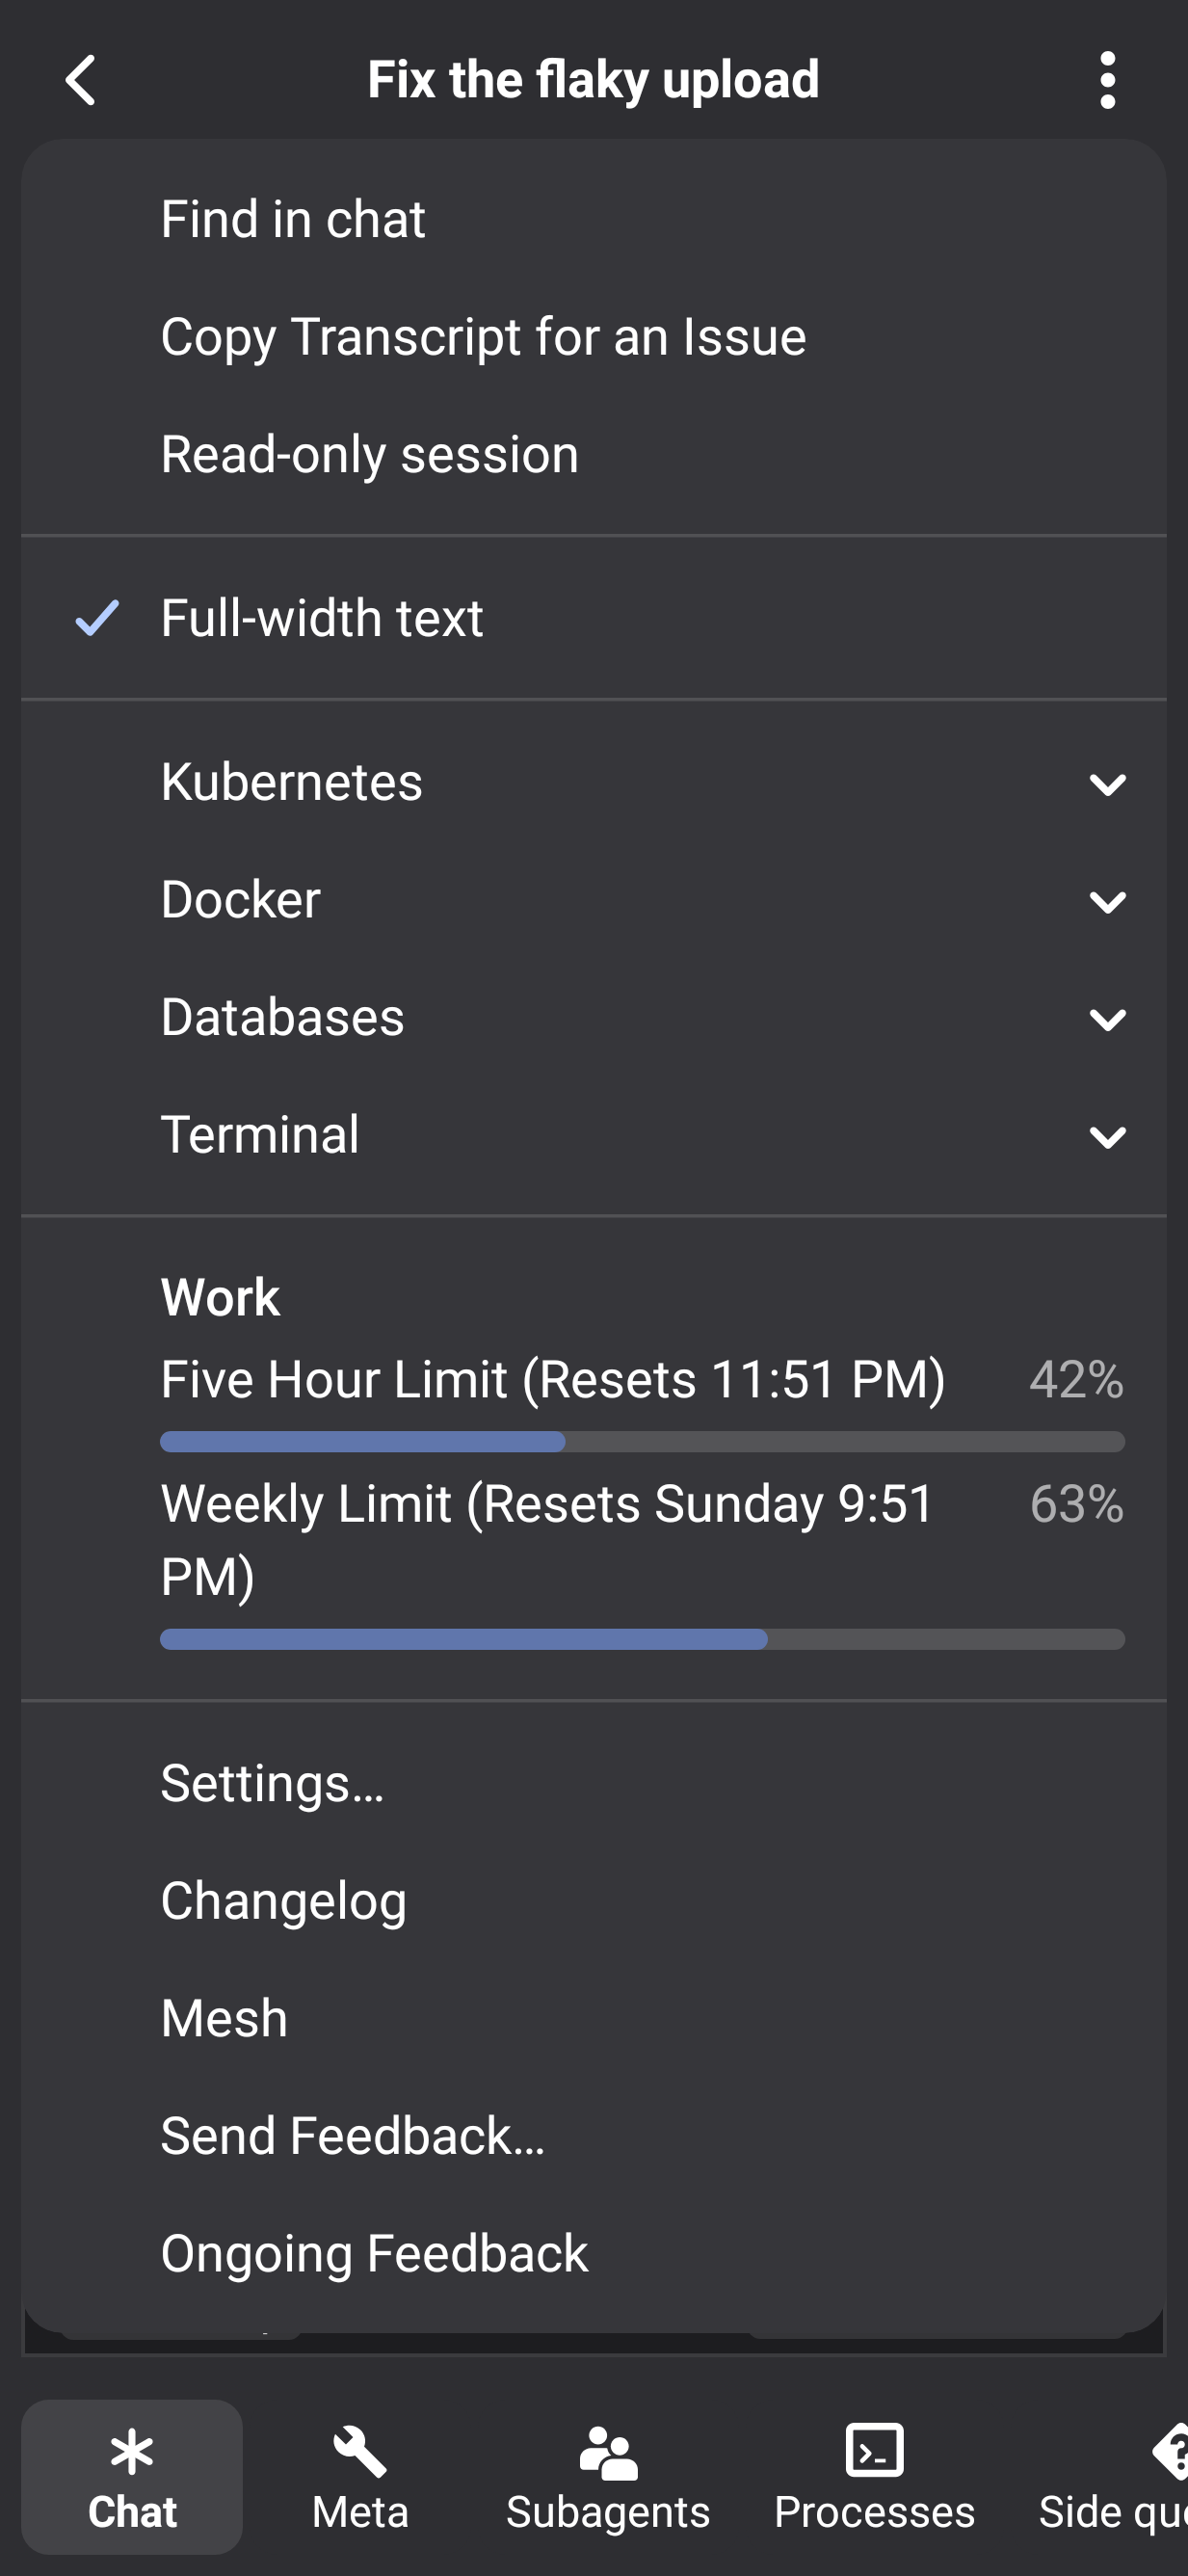 Fix the flaky upload
Find in chat
Copy Transcript for an Issue
Read-only session
Full-width text
Kubernetes
Docker
Databases
Terminal
Work
Five Hour Limit (Resets 11:51 PM) 42%
Weekly Limit (Resets Sunday 9:51 63%
PM)
Settings…
Changelog
Mesh
Send Feedback…
Ongoing Feedback
Chat Meta Subagents Processes Side